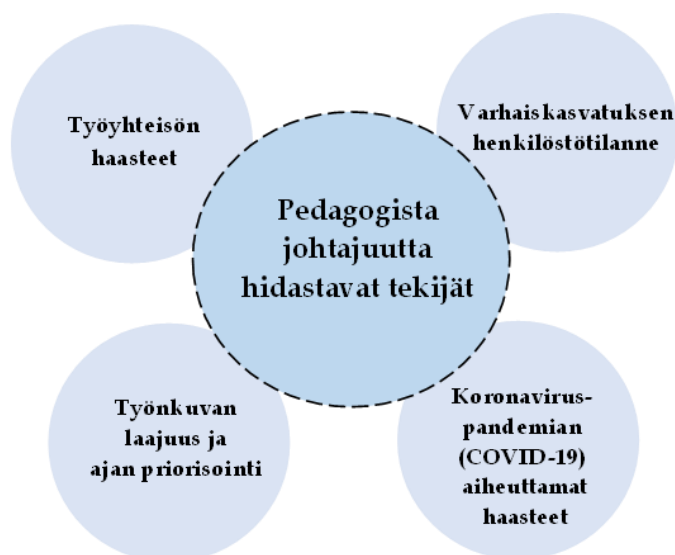 Työyhteisön
haasteet
Varhaiskasvatuksen
henkilöstötilanne
Pedagogista
johtajuutta
hidastavat tekijät
Työnkuvan
laajuus ja
ajan priorisointi
Koronavirus-
pandemian
(COVID-19)
aiheuttamat
haasteet